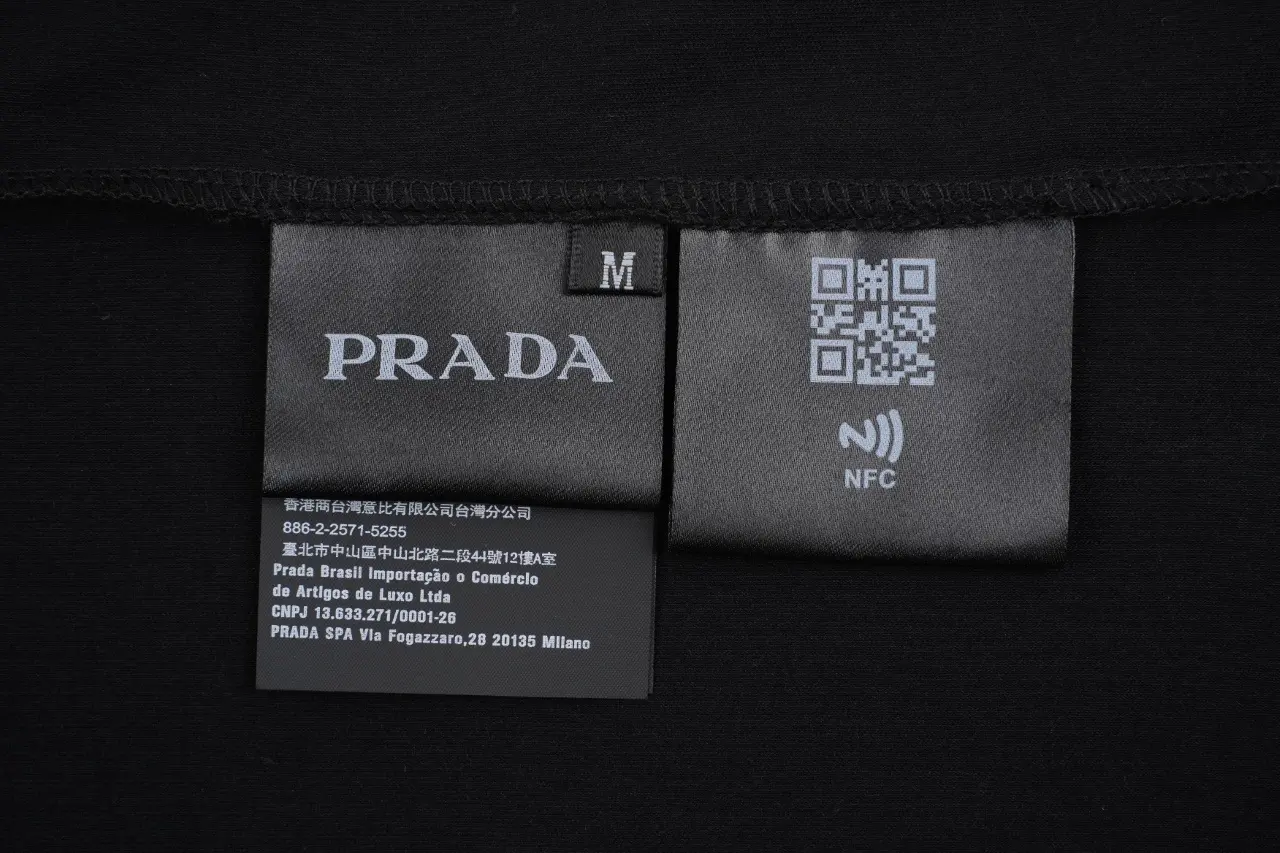 M
PRADA
NFC
香港商台灣意比有限公司台灣分公司
886-2-2571-5255
臺北市中山區中山北路二段44號12樓A室
Prada Brasil Importação o Comércio
de Artigos de Luxo Ltda
CNPJ 13.633.271/0001-26
PRADA SPA Via Fogazzaro,28 20135 Milano